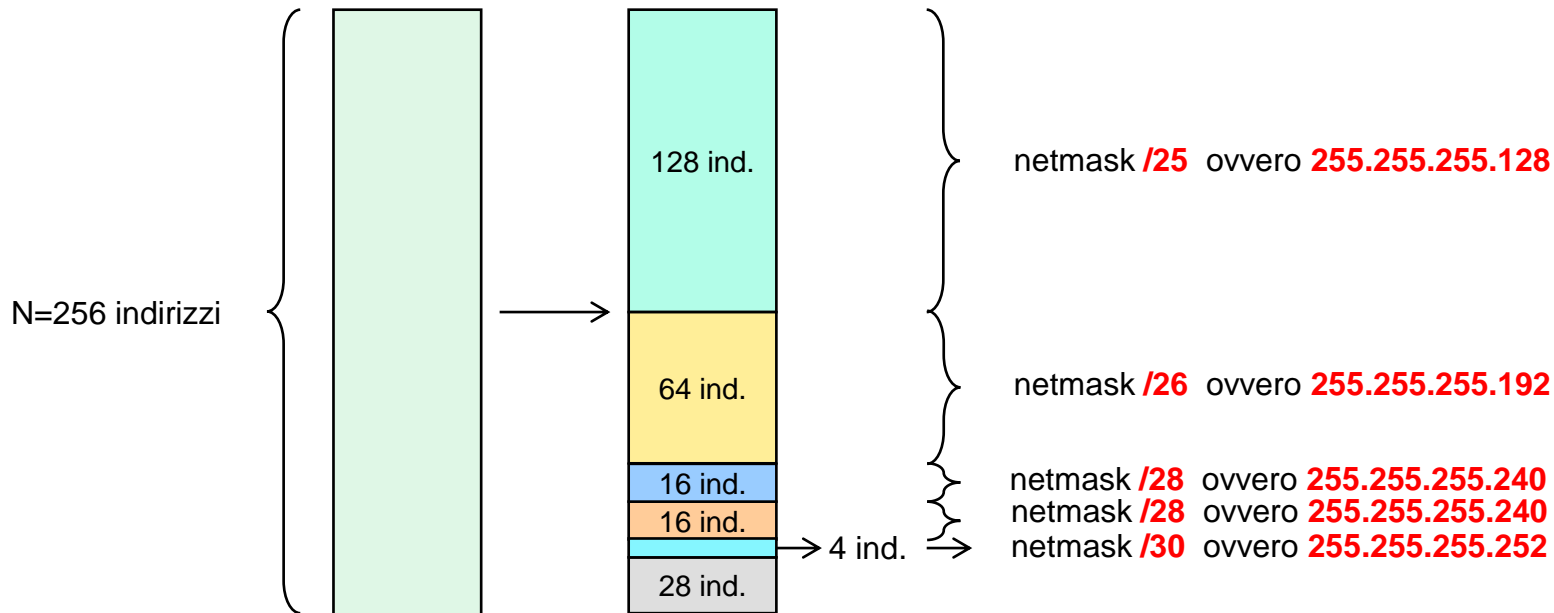 128 ind.
netmask /25 ovvero 255.255.255.128
N=256 indirizzi
64 ind.
netmask /26 ovvero 255.255.255.192
16 ind.
netmask /28 ovvero 255.255.255.240
16 ind.
netmask /28 ovvero 255.255.255.240
4 ind.
netmask /30 ovvero 255.255.255.252
28 ind.